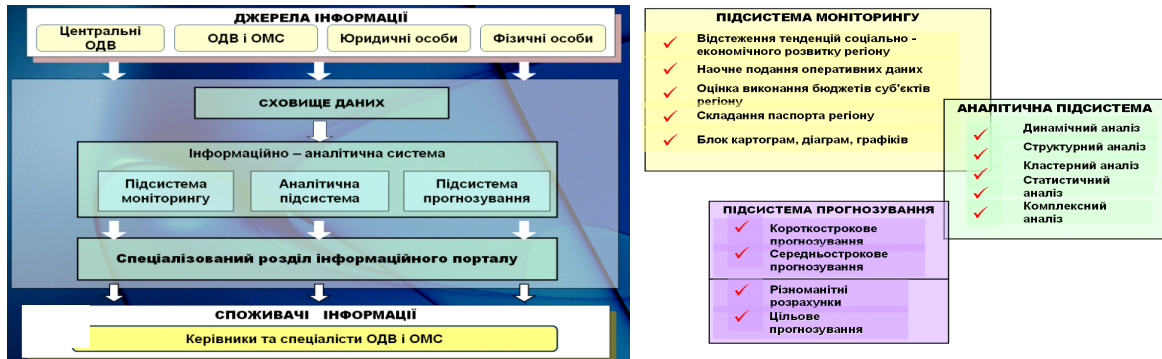 ДЖЕРЕЛА ІНФОРМАЦІЇ
Центральні
ОДВ
ОДВ і ОМС
Юридичні особи
Фізичні особи
СХОВИЩЕ ДАНИХ
Інформаційно – аналітична система
Підсистема
моніторингу
Аналітична
підсистема
Підсистема
прогнозування
Спеціалізований розділ інформаційного порталу
СПОЖИВАЧІ ІНФОРМАЦІЇ
Керівники та спеціалісти ОДВ і ОМС
ПІДСИСТЕМА МОНІТОРИНГУ
Відстеження тенденцій соціально -
економічного розвитку регіону
Наочне подання оперативних даних
Оцінка виконання бюджетів суб'єктів
регіону
Складання паспорта регіону
Блок картограм, діаграм, графіків
АНАЛІТИЧНА ПІДСИСТЕМА
Динамічний аналіз
Структурний аналіз
Кластерний аналіз
Статистичний
аналіз
Комплексний
аналіз
ПІДСИСТЕМА ПРОГНОЗУВАННЯ
Короткострокове
прогнозування
Середньострокове
прогнозування
Різноманітні
розрахунки
Цільове
прогнозування